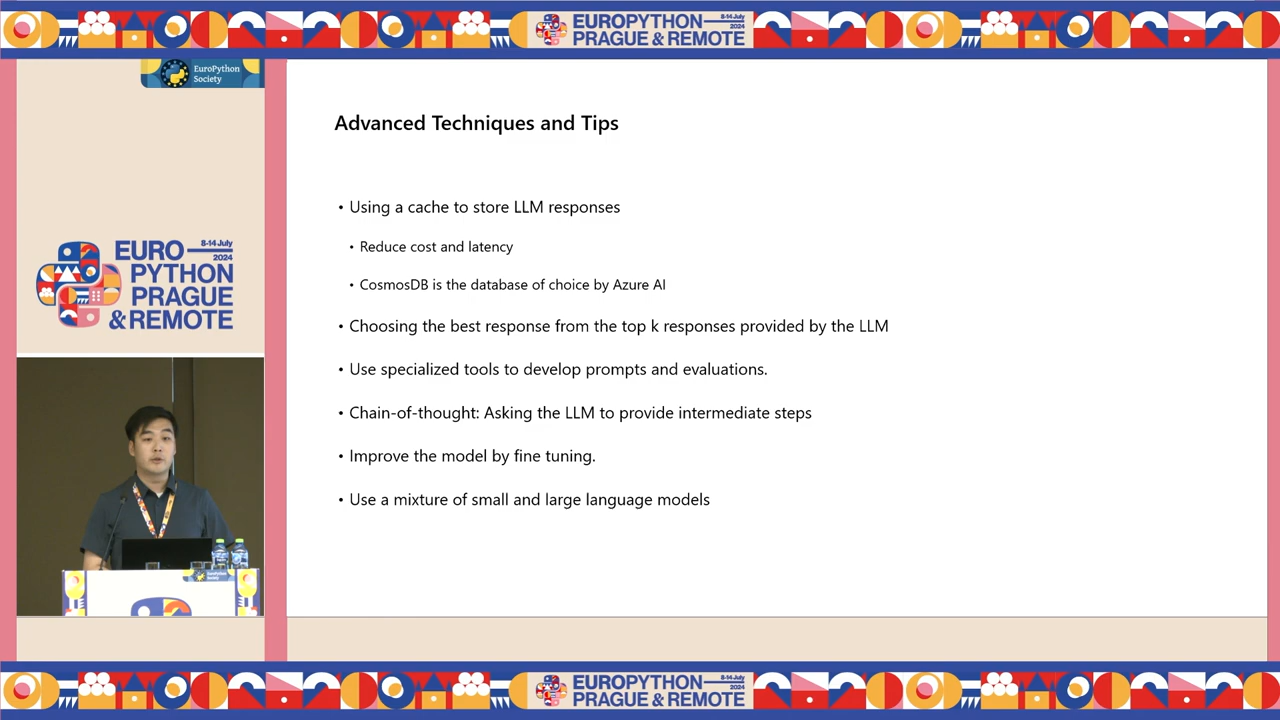 EUROPYTHON
8-14 July
2024
PRAGUE & REMOTE
EuroPython
Society
EURO
8-14 July
2024
PYTHON
PRAGUE
& REMOTE
Advanced Techniques and Tips
• Using a cache to store LLM responses
• Reduce cost and latency
• CosmosDB is the database of choice by Azure AI
• Choosing the best response from the top k responses provided by the LLM
• Use specialized tools to develop prompts and evaluations.
• Chain-of-thought: Asking the LLM to provide intermediate steps
• Improve the model by fine tuning.
• Use a mixture of small and large language models
EuroPython
Society
EUROPYTHON
8-14 July
2024
PRAGUE & REMOTE